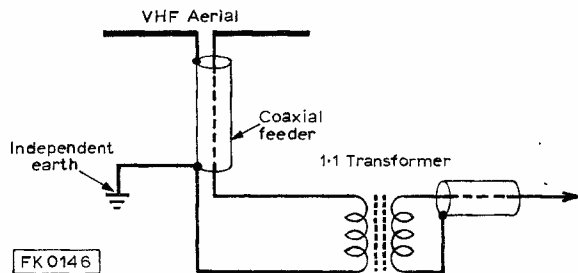 VHF Aerial
Coaxial
feeder
Independent
earth
1·1 Transformer
FK0146